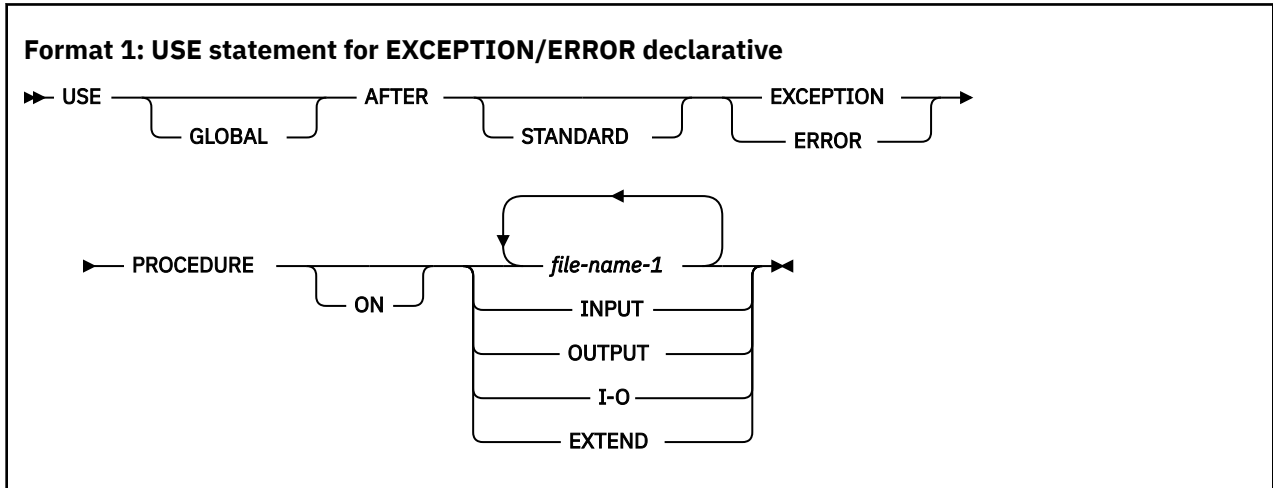 Format 1: USE statement for EXCEPTION/ERROR declarative
USE AFTER EXCEPTION
GLOBAL STANDARD ERROR
PROCEDURE file-name-1
ON INPUT
OUTPUT
I-O
EXTEND